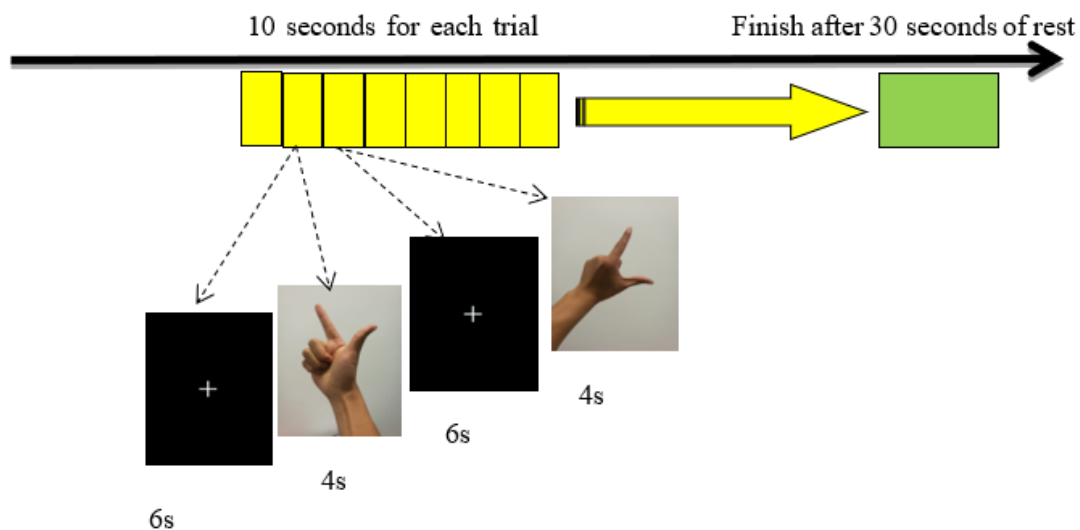 10 seconds for each trial
Finish after 30 seconds of rest
4s
6s
4s
6s